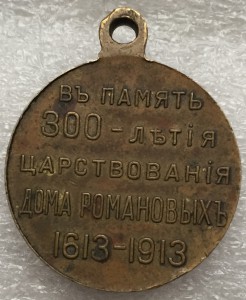 ВЪ ПАМЯТЬ
300-ЛѢТІЯ
ЦАРСТВОВАНІЯ
ДОМА РОМАНОВЫХЪ
1613-1913